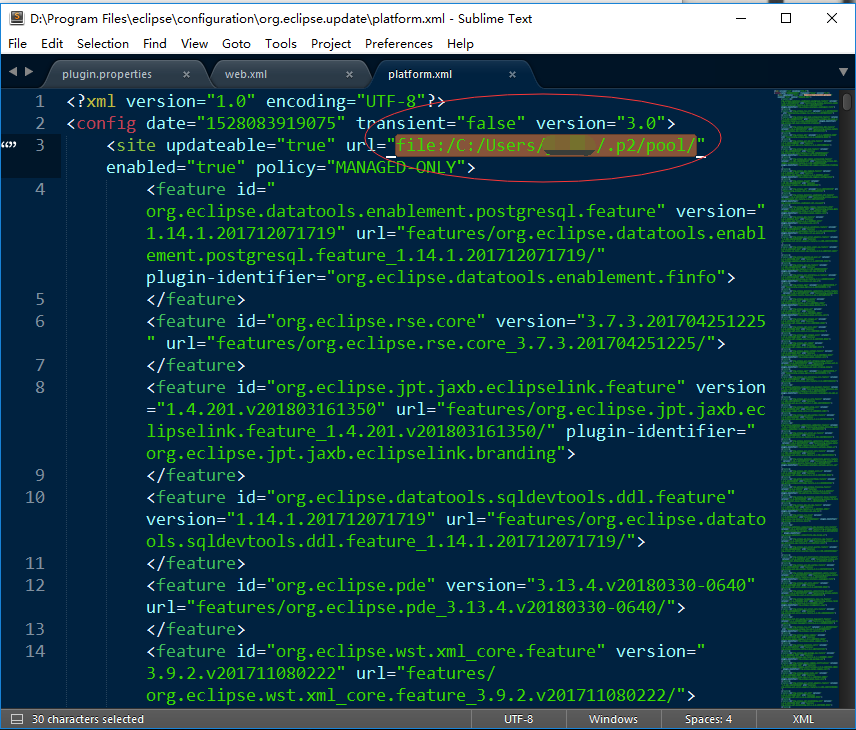 D:\Program Files\eclipse\configuration\org.eclipse.update\platform.xml - Sublime Text
File Edit Selection Find View Goto Tools Project Preferences Help
plugin.properties × web.xml × platform.xml ×
1 <?xml version="1.0" encoding="UTF-8"?>
2 <config date="1528083919075" transient="false" version="3.0">
3 <site updateable="true" url="file:/C:/Users/ /.p2/pool/"
enabled="true" policy="MANAGED-ONLY">
4 <feature id="
org.eclipse.datatools.enablement.postgresql.feature" version="
1.14.1.201712071719" url="features/org.eclipse.datatools.enabl
ement.postgresql.feature_1.14.1.201712071719/"
plugin-identifier="org.eclipse.datatools.enablement.finfo">
5 </feature>
6 <feature id="org.eclipse.rse.core" version="3.7.3.201704251225
" url="features/org.eclipse.rse.core_3.7.3.201704251225/">
7 </feature>
8 <feature id="org.eclipse.jpt.jaxb.eclipselink.feature" version
="1.4.201.v201803161350" url="features/org.eclipse.jpt.jaxb.ec
lipselink.feature_1.4.201.v201803161350/" plugin-identifier="
org.eclipse.jpt.jaxb.eclipselink.branding">
9 </feature>
10 <feature id="org.eclipse.datatools.sqldevtools.ddl.feature"
version="1.14.1.201712071719" url="features/org.eclipse.datato
ols.sqldevtools.ddl.feature_1.14.1.201712071719/">
11 </feature>
12 <feature id="org.eclipse.pde" version="3.13.4.v20180330-0640"
url="features/org.eclipse.pde_3.13.4.v20180330-0640/">
13 </feature>
14 <feature id="org.eclipse.wst.xml_core.feature" version="
3.9.2.v201711080222" url="features/
org.eclipse.wst.xml_core.feature_3.9.2.v201711080222/">
30 characters selected UTF-8 Windows Spaces: 4 XML